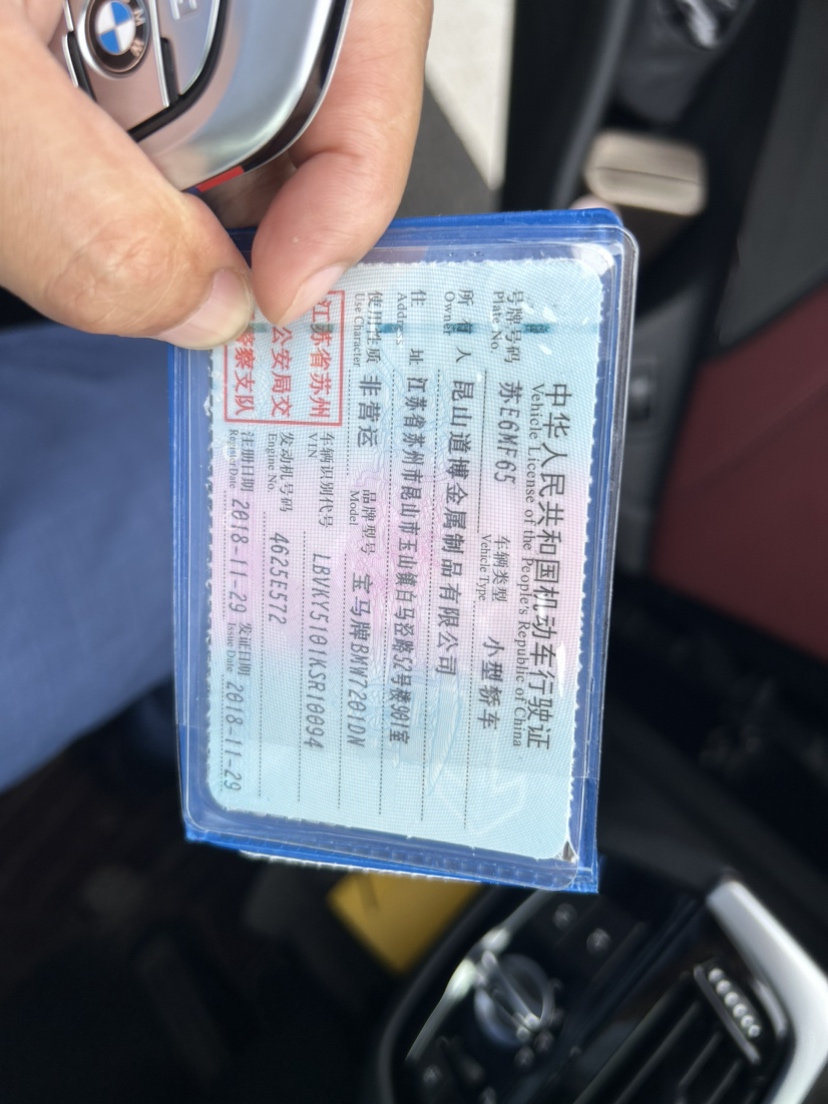 中华人民共和国机动车行驶证
Vehicle License of the People's Republic of China
号牌号码 苏E6MF65 车辆类型 小型轿车
Plate No. Vehicle Type
所有人 昆山道博金属制品有限公司
Owner
住址 江苏省苏州市昆山市玉山镇白马泾路52号楼901室
Address
使用性质 非营运 品牌型号 宝马牌BMW7201DN
Use Character Model
江苏省苏州
公安局交
警察支队
车辆识别代号 LBVKY5101KSR10094
VIN
发动机号码 4625E572
Engine No.
注册日期 2018-11-29 发证日期 2018-11-29
Register Date Issue Date
BMW